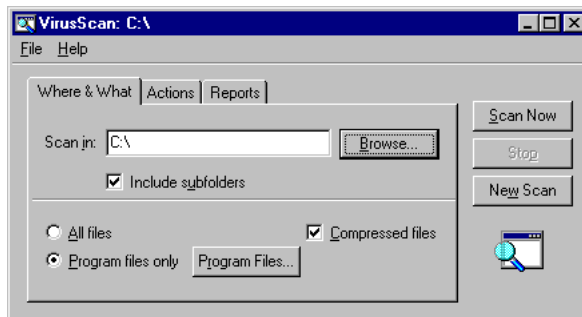 VirusScan: C:\
File Help
Where & What Actions Reports
Scan in: C:\ Browse...
Include subfolders
All files Compressed files
Program files only Program Files...
Scan Now
Stop
New Scan